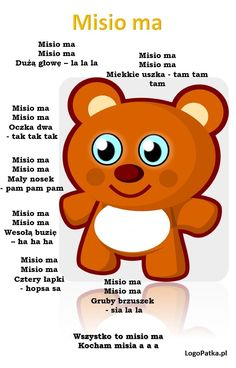 Misio ma
Misio ma
Misio ma
Dużą głowę – la la la
Misio ma
Misio ma
Miekkie uszka - tam tam
tam
Misio ma
Misio ma
Oczka dwa
- tak tak tak
Misio ma
Misio ma
Mały nosek
- pam pam pam
Misio ma
Misio ma
Wesołą buzię
– ha ha ha
Misio ma
Misio ma
Cztery łapki
- hopsa sa
Misio ma
Misio ma
Gruby brzuszek
- sia la la
Wszystko to misio ma
Kocham misia a a a
LogoPatka.pl